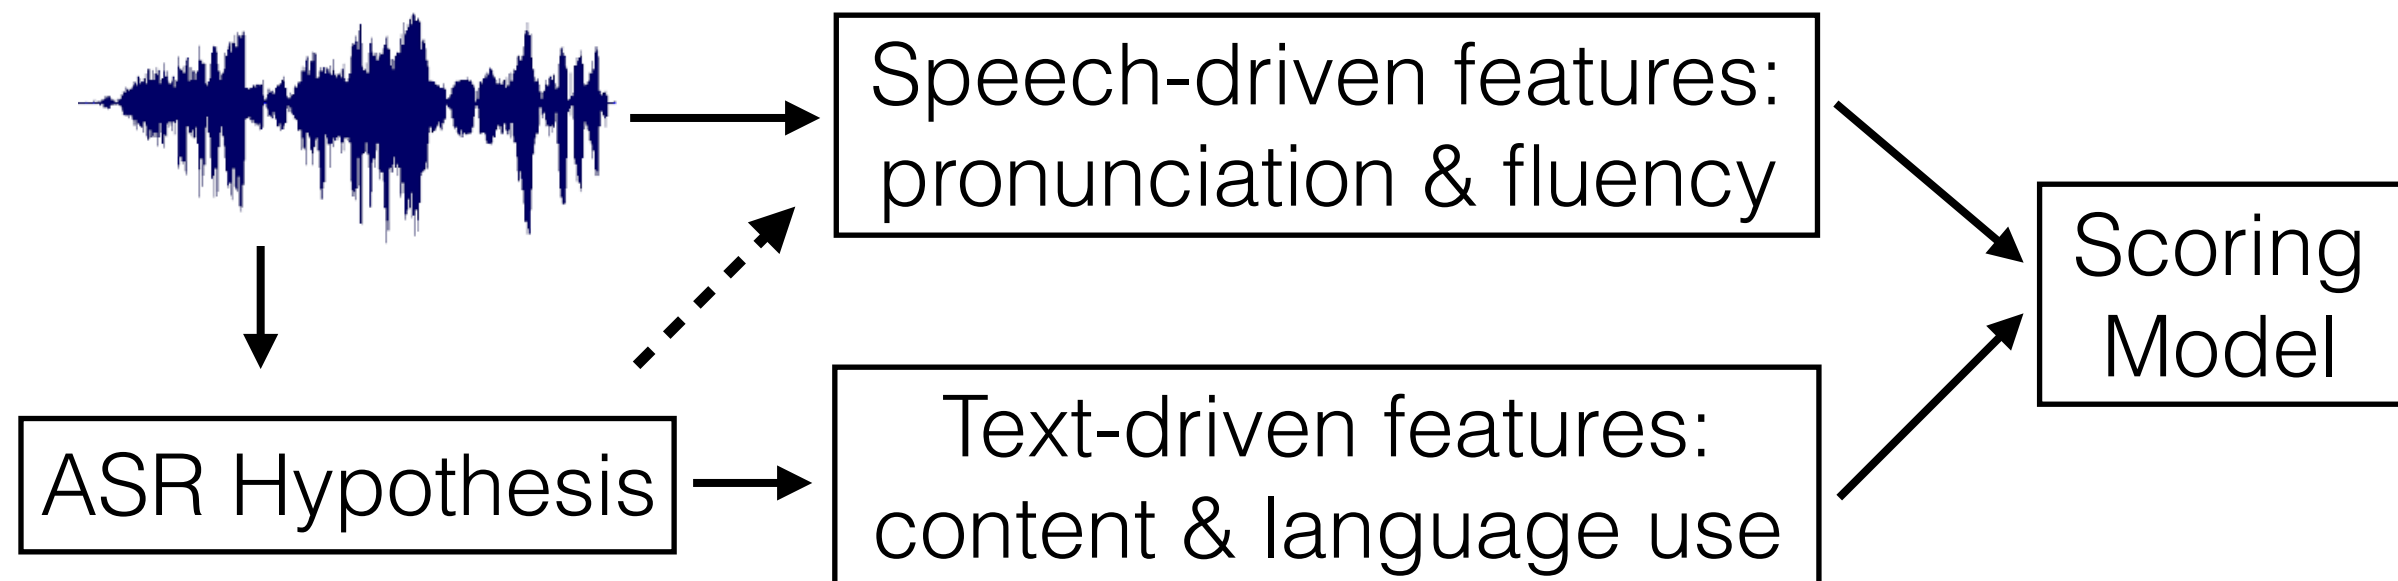 Speech-driven features:
pronunciation & fluency
Scoring
Model
ASR Hypothesis
Text-driven features:
content & language use